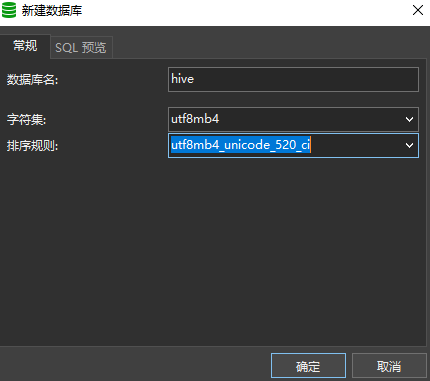 新建数据库
常规
SQL 预览
数据库名:
hive
字符集:
utf8mb4
排序规则:
utf8mb4_unicode_520_ci
确定
取消